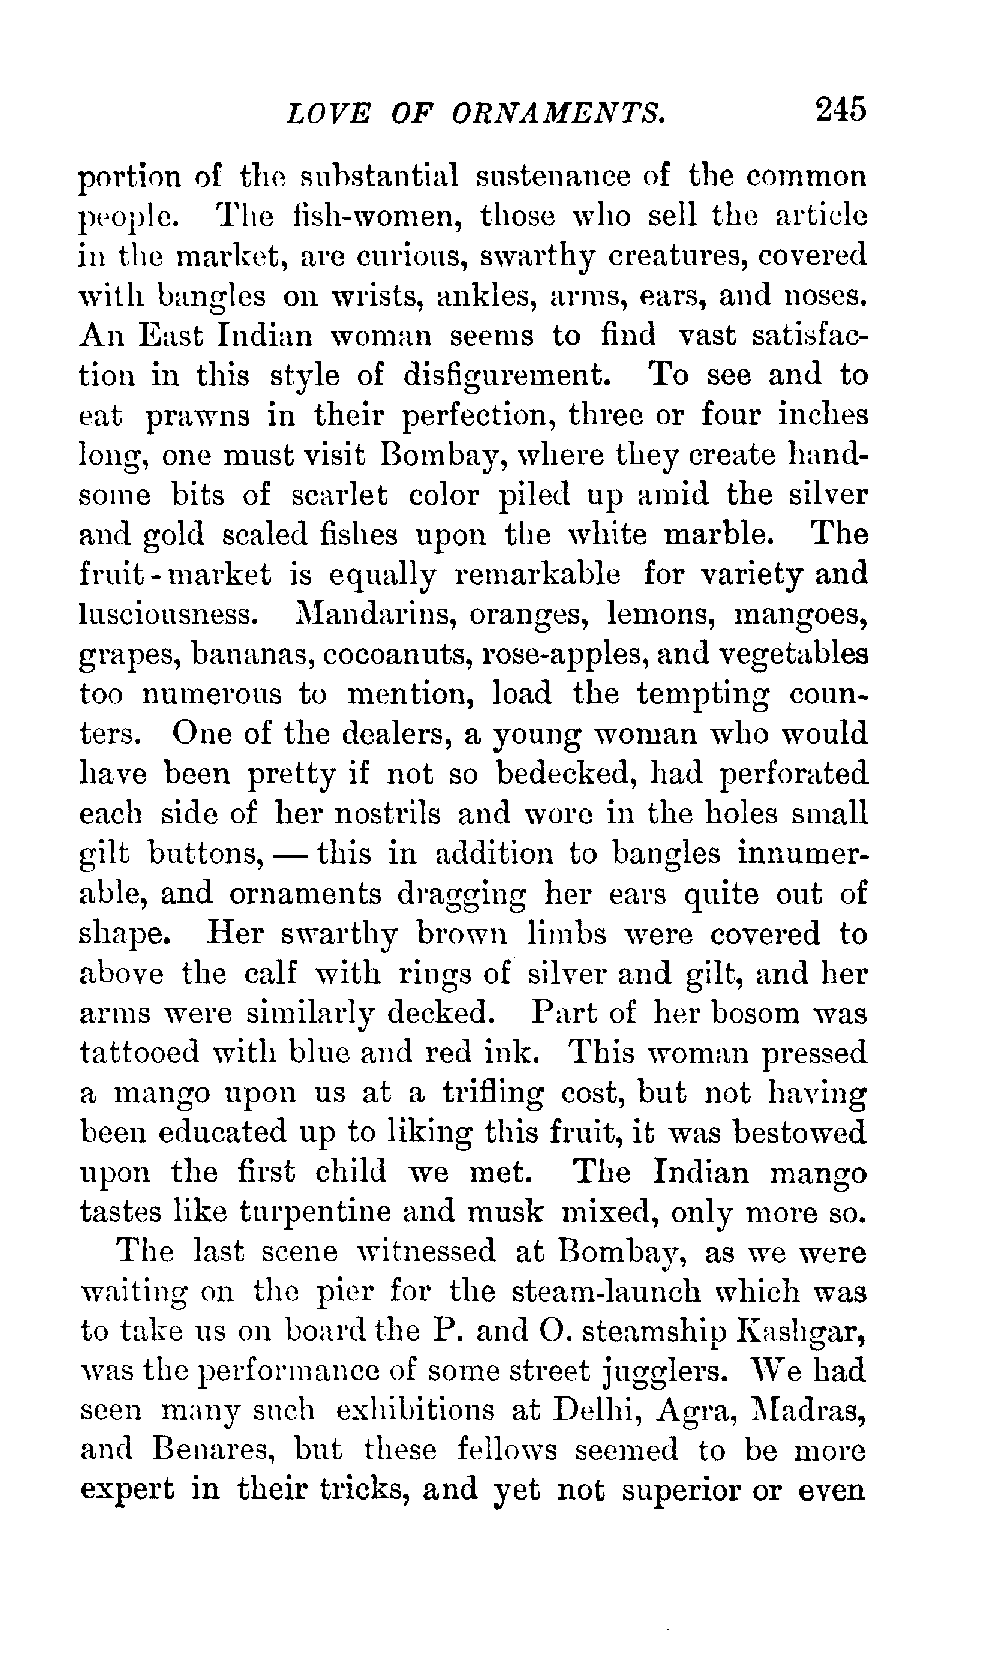 LOVE OF ORNAMENTS. 245
portion of the substantial sustenance of the common
people. The fish-women, those who sell the article
in the market, are curious, swarthy creatures, covered
with bangles on wrists, ankles, arms, ears, and noses.
An East Indian woman seems to find vast satisfac-
tion in this style of disfigurement. To see and to
eat prawns in their perfection, three or four inches
long, one must visit Bombay, where they create hand-
some bits of scarlet color piled up amid the silver
and gold scaled fishes upon the white marble. The
fruit-market is equally remarkable for variety and
lusciousness. Mandarins, oranges, lemons, mangoes,
grapes, bananas, cocoanuts, rose-apples, and vegetables
too numerous to mention, load the tempting coun-
ters. One of the dealers, a young woman who would
have been pretty if not so bedecked, had perforated
each side of her nostrils and wore in the holes small
gilt buttons, — this in addition to bangles innumer-
able, and ornaments dragging her ears quite out of
shape. Her swarthy brown limbs were covered to
above the calf with rings of silver and gilt, and her
arms were similarly decked. Part of her bosom was
tattooed with blue and red ink. This woman pressed
a mango upon us at a trifling cost, but not having
been educated up to liking this fruit, it was bestowed
upon the first child we met. The Indian mango
tastes like turpentine and musk mixed, only more so.
The last scene witnessed at Bombay, as we were
waiting on the pier for the steam-launch which was
to take us on board the P. and O. steamship Kashgar,
was the performance of some street jugglers. We had
seen many such exhibitions at Delhi, Agra, Madras,
and Benares, but these fellows seemed to be more
expert in their tricks, and yet not superior or even